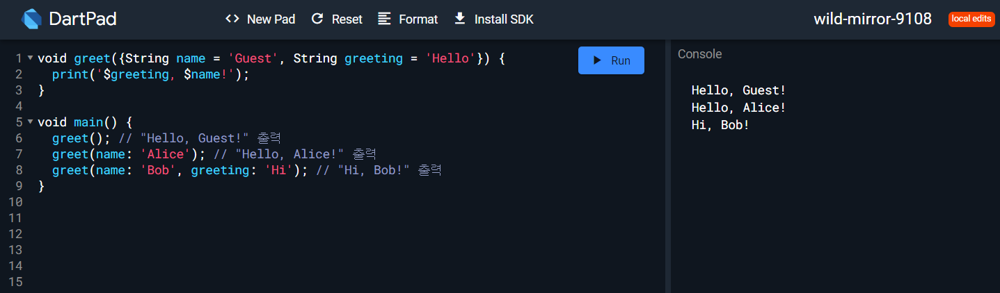 DartPad
<> New Pad Reset Format Install SDK wild-mirror-9108 local edits
1 void greet({String name = 'Guest', String greeting = 'Hello'}) {
2   print('$greeting, $name!');
3 }
4
5 void main() {
6   greet(); // "Hello, Guest!" 출력
7   greet(name: 'Alice'); // "Hello, Alice!" 출력
8   greet(name: 'Bob', greeting: 'Hi'); // "Hi, Bob!" 출력
9 }
10
11
12
13
14
15
Run
Console
Hello, Guest!
Hello, Alice!
Hi, Bob!